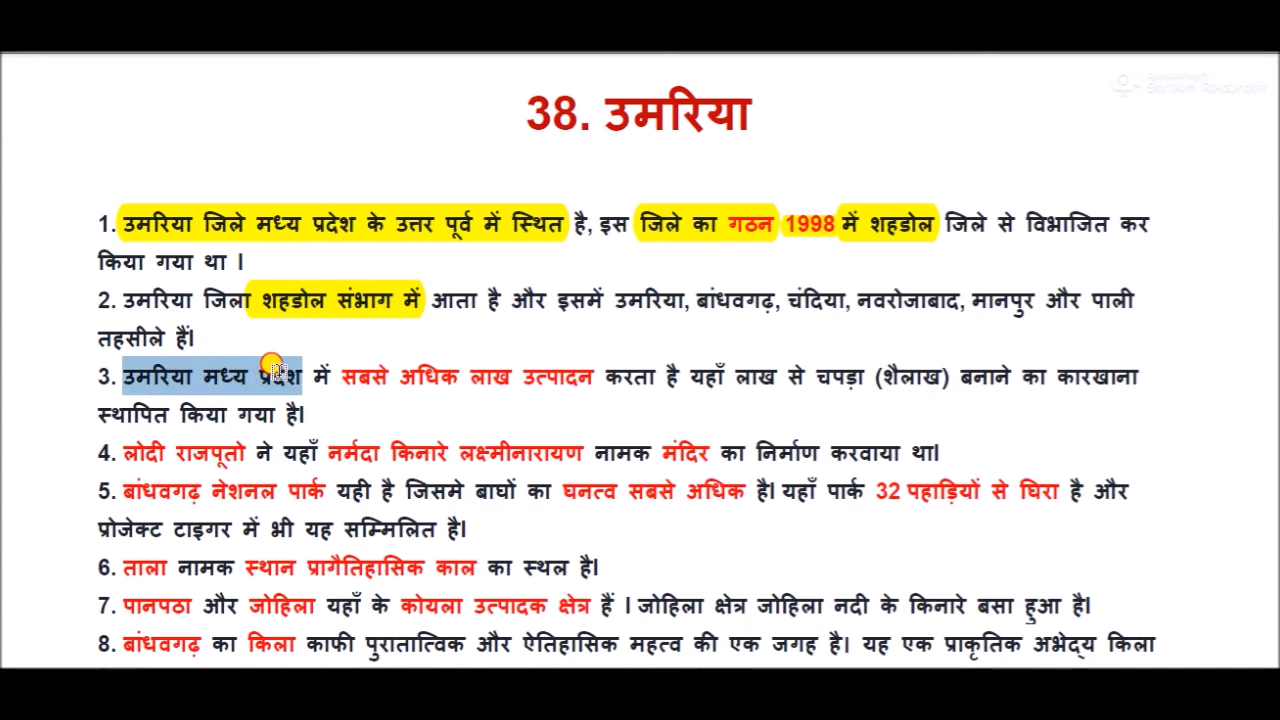 Screen Recorder
38. उमरिया
1. उमरिया जिले मध्य प्रदेश के उत्तर पूर्व में स्थित है, इस जिले का गठन 1998 में शहडोल जिले से विभाजित कर
किया गया था ।
2. उमरिया जिला शहडोल संभाग में आता है और इसमें उमरिया, बांधवगढ़, चंदिया, नवरोजाबाद, मानपुर और पाली
तहसीले हैं।
3. उमरिया मध्य प्रदेश में सबसे अधिक लाख उत्पादन करता है यहाँ लाख से चपड़ा (शैलाख) बनाने का कारखाना
स्थापित किया गया है।
4. लोदी राजपूतो ने यहाँ नर्मदा किनारे लक्ष्मीनारायण नामक मंदिर का निर्माण करवाया था।
5. बांधवगढ़ नेशनल पार्क यही है जिसमे बाघों का घनत्व सबसे अधिक है। यहाँ पार्क 32 पहाड़ियों से घिरा है और
प्रोजेक्ट टाइगर में भी यह सम्मिलित है।
6. ताला नामक स्थान प्रागैतिहासिक काल का स्थल है।
7. पानपठा और जोहिला यहाँ के कोयला उत्पादक क्षेत्र हैं । जोहिला क्षेत्र जोहिला नदी के किनारे बसा हुआ है।
8. बांधवगढ़ का किला काफी पुरातात्विक और ऐतिहासिक महत्व की एक जगह है। यह एक प्राकृतिक अभेद्य किला